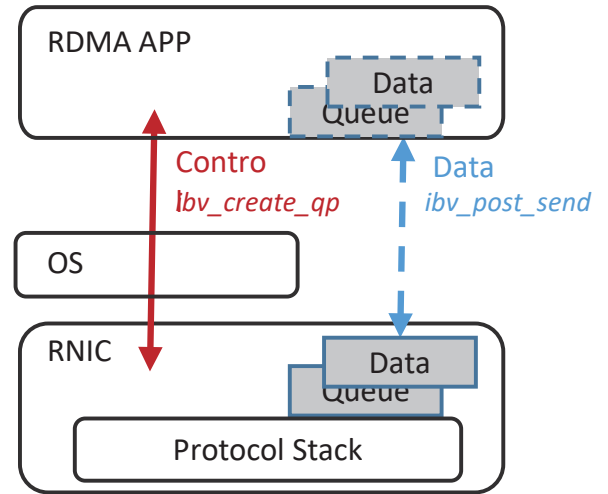 RDMA APP
Data
Queue
Contro
ibv_create_qp
Data
ibv_post_send
OS
RNIC
Data
Queue
Protocol Stack